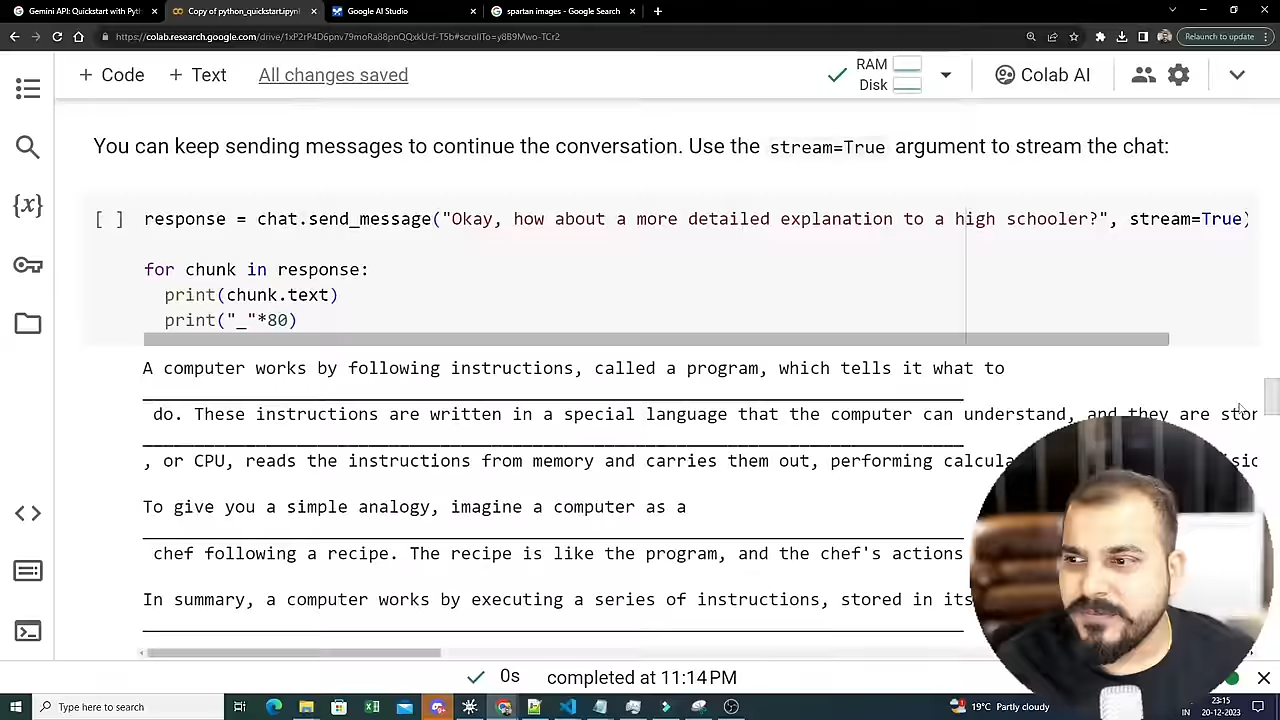 Gemini API: Quickstart with Pyth
Copy of python_quickstart.ipynb
Google AI Studio
spartan images - Google Search
https://colab.research.google.com/drive/1xP2rP4D6pnv79moRa88pnQQxkUcf-T5b#scrollTo=y8B9Mwo-TCr2
Relaunch to update
+ Code + Text All changes saved
RAM
Disk
Colab AI
You can keep sending messages to continue the conversation. Use the stream=True argument to stream the chat:
{x}
[ ] response = chat.send_message("Okay, how about a more detailed explanation to a high schooler?", stream=True)
for chunk in response:
print(chunk.text)
print("_"*80)
A computer works by following instructions, called a program, which tells it what to
do. These instructions are written in a special language that the computer can understand, and they are stor
, or CPU, reads the instructions from memory and carries them out, performing calcula
To give you a simple analogy, imagine a computer as a
chef following a recipe. The recipe is like the program, and the chef's actions
In summary, a computer works by executing a series of instructions, stored in its
0s completed at 11:14 PM
Type here to search
19°C Partly cloudy
ENG
IN
23:15
20-12-2023